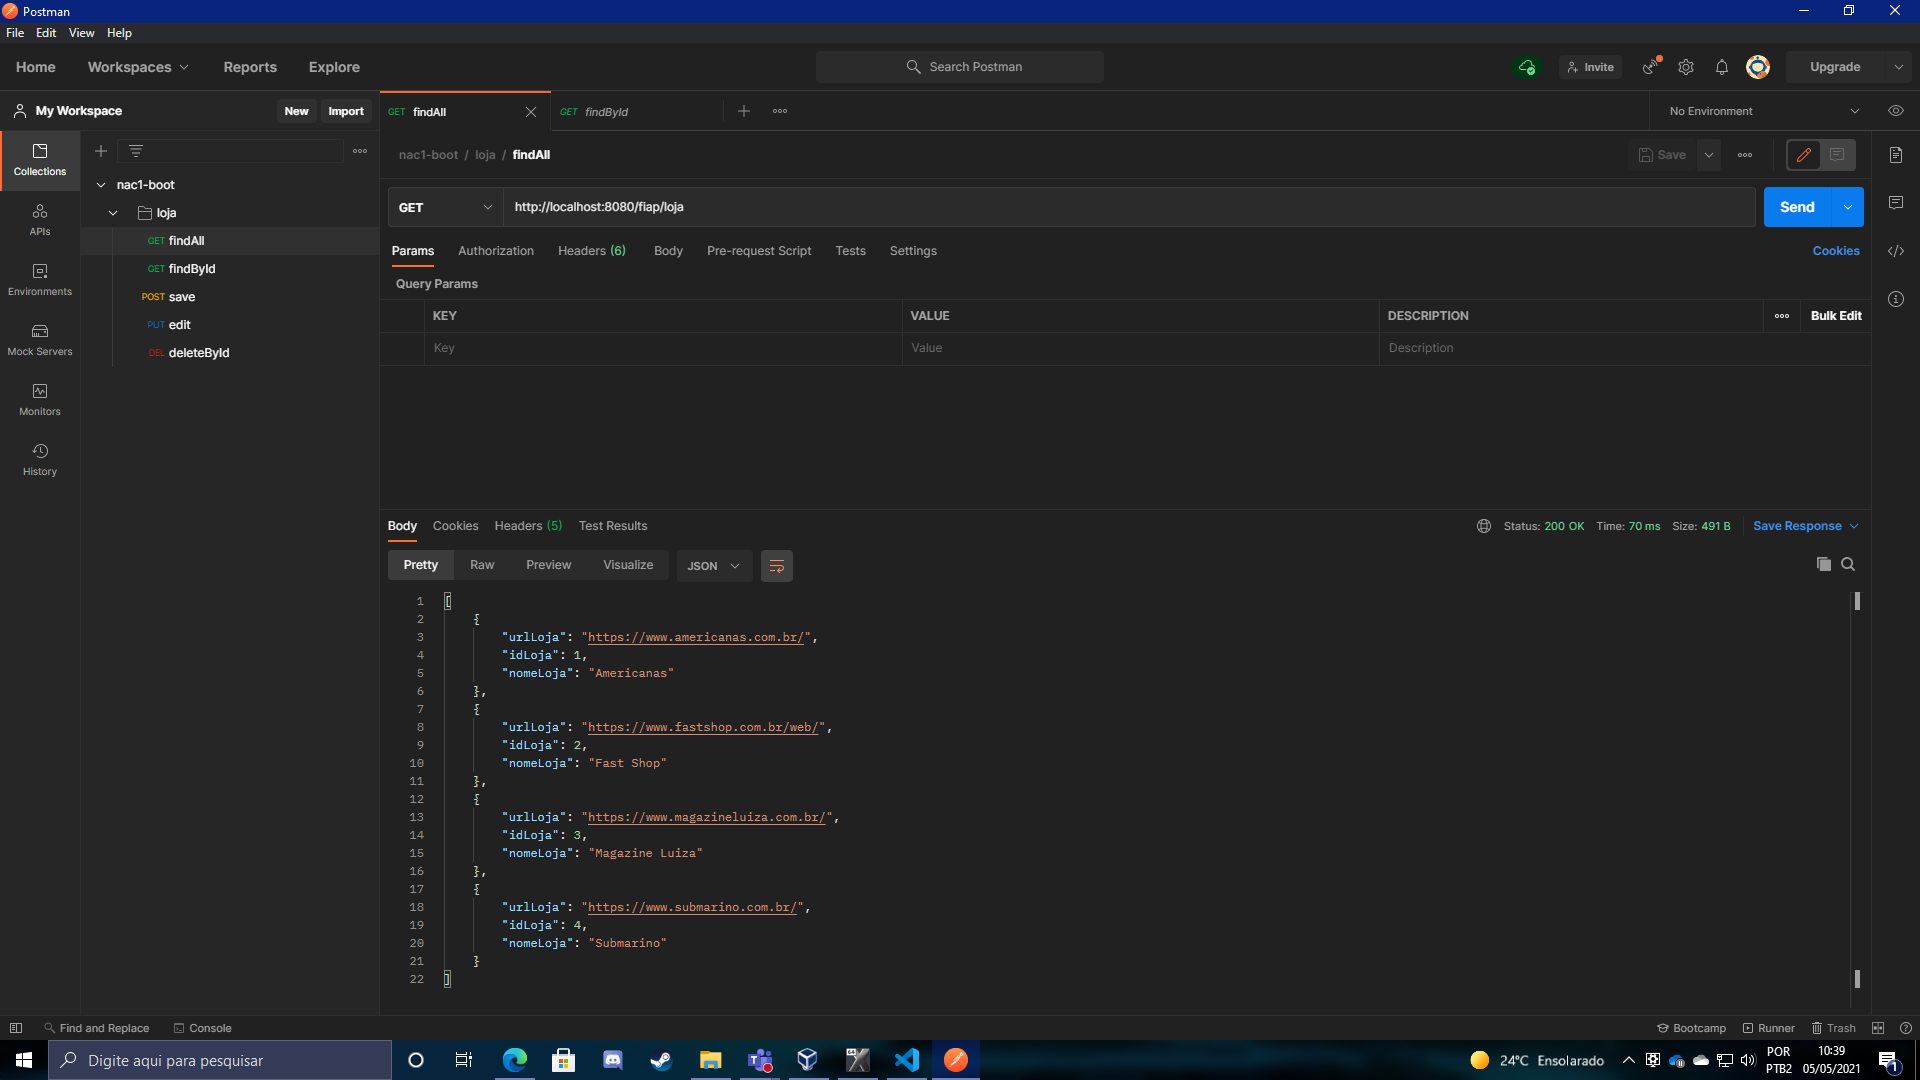 Postman
File Edit View Help
Home Workspaces Reports Explore Search Postman Invite Upgrade
My Workspace New Import
GET findAll GET findById No Environment
nac1-boot / loja / findAll Save
Collections
APIs
Environments
Mock Servers
Monitors
History
nac1-boot
loja
GET findAll
GET findById
POST save
PUT edit
DEL deleteById
GET http://localhost:8080/fiap/loja Send
Params Authorization Headers (6) Body Pre-request Script Tests Settings Cookies
Query Params
KEY VALUE DESCRIPTION Bulk Edit
Key Value Description
Body Cookies Headers (5) Test Results Status: 200 OK Time: 70 ms Size: 491 B Save Response
Pretty Raw Preview Visualize JSON
1 [
2 {
3 "urlLoja": "https://www.americanas.com.br/",
4 "idLoja": 1,
5 "nomeLoja": "Americanas"
6 },
7 {
8 "urlLoja": "https://www.fastshop.com.br/web/",
9 "idLoja": 2,
10 "nomeLoja": "Fast Shop"
11 },
12 {
13 "urlLoja": "https://www.magazineluiza.com.br/",
14 "idLoja": 3,
15 "nomeLoja": "Magazine Luiza"
16 },
17 {
18 "urlLoja": "https://www.submarino.com.br/",
19 "idLoja": 4,
20 "nomeLoja": "Submarino"
21 }
22 ]
Find and Replace Console Bootcamp Runner Trash
Digite aqui para pesquisar 24°C Ensolarado POR 10:39
PTB2 05/05/2021 1